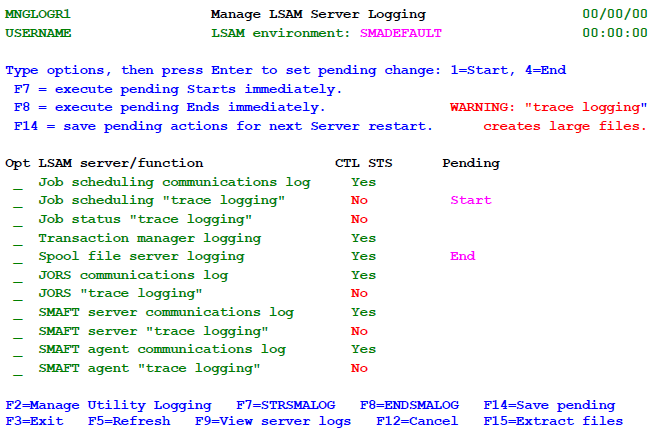 MNGLOGR1 Manage LSAM Server Logging 00/00/00
USERNAME LSAM environment: SMADEFAULT 00:00:00
Type options, then press Enter to set pending change: 1=Start, 4=End
F7 = execute pending Starts immediately.
F8 = execute pending Ends immediately. WARNING: "trace logging"
F14 = save pending actions for next Server restart. creates large files.
Opt LSAM server/function CTL STS Pending
_ Job scheduling communications log Yes
_ Job scheduling "trace logging" No Start
_ Job status "trace logging" No
_ Transaction manager logging Yes
_ Spool file server logging Yes End
_ JORS communications log Yes
_ JORS "trace logging" No
_ SMAFT server communications log Yes
_ SMAFT server "trace logging" No
_ SMAFT agent communications log Yes
_ SMAFT agent "trace logging" No
F2=Manage Utility Logging F7=STRSMALOG F8=ENDSMALOG F14=Save pending
F3=Exit F5=Refresh F9=View server logs F12=Cancel F15=Extract files